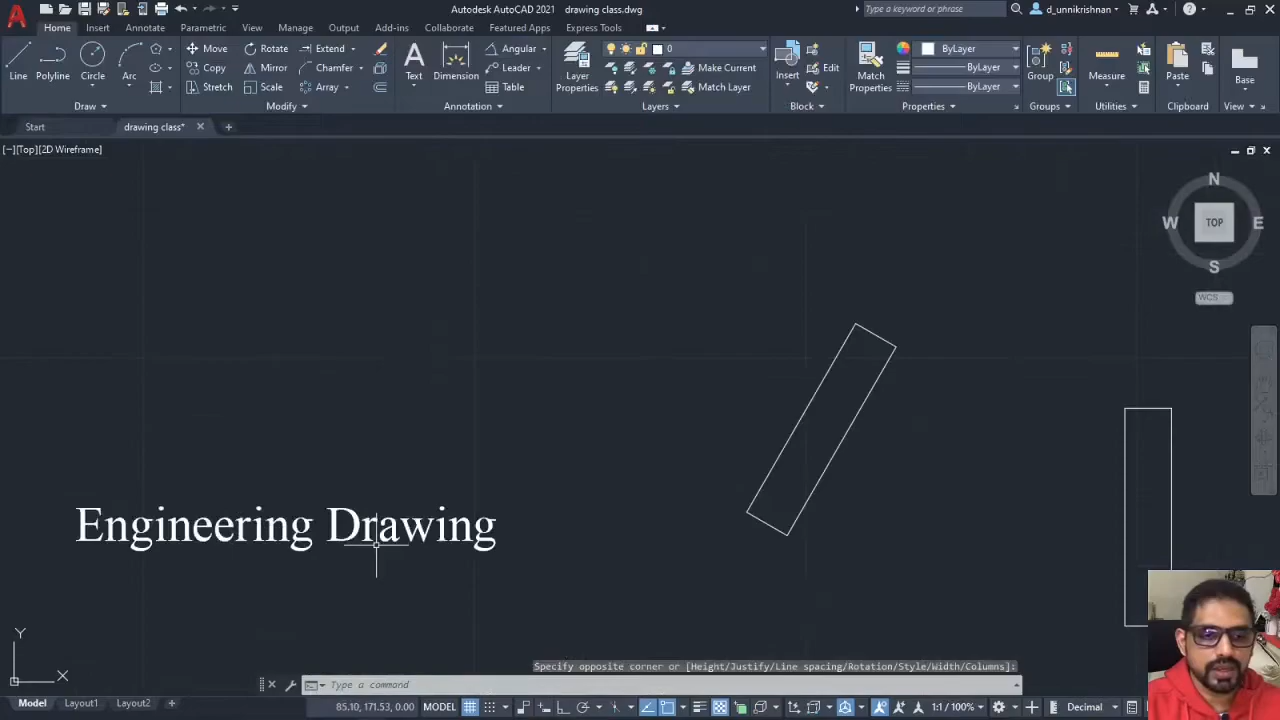 Autodesk AutoCAD 2021 drawing class.dwg
Type a keyword or phrase
d_unnikrishnan
Home Insert Annotate Parametric View Manage Output Add-ins Collaborate Featured Apps Express Tools
Line Polyline Circle Arc
Move Rotate Extend
Copy Mirror Chamfer
Stretch Scale Array
Text Dimension
Angular
Leader
Table
Layer Properties
0
Make Current
Match Layer
Insert
Edit
Match Properties
ByLayer
ByLayer
ByLayer
Group
Measure
Paste
Base
Draw Modify Annotation Layers Block Properties Groups Utilities Clipboard View
Start drawing class*
[−][Top][2D Wireframe]
N
W TOP E
S
WCS
Engineering Drawing
Y
X
Specify opposite corner or [Height/Justify/Line spacing/Rotation/Style/Width/Columns]:
Type a command
Model Layout1 Layout2
85.10, 171.53, 0.00 MODEL 1:1 / 100% Decimal